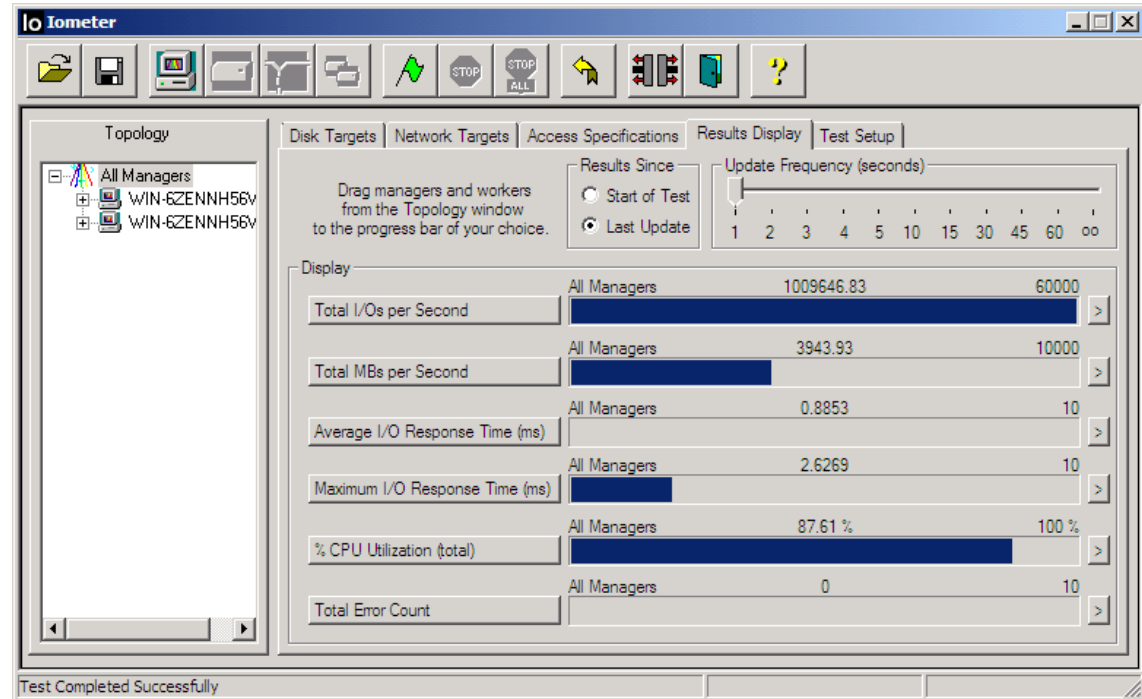 Iometer
STOP
STOP
ALL
?
Topology
All Managers
WIN-6ZENNH56V
WIN-6ZENNH56V
Disk Targets
Network Targets
Access Specifications
Results Display
Test Setup
Drag managers and workers
from the Topology window
to the progress bar of your choice.
Results Since
Start of Test
Last Update
Update Frequency (seconds)
1 2 3 4 5 10 15 30 45 60 oo
Display
All Managers 1009646.83 60000
Total I/Os per Second >
All Managers 3943.93 10000
Total MBs per Second >
All Managers 0.8853 10
Average I/O Response Time (ms) >
All Managers 2.6269 10
Maximum I/O Response Time (ms) >
All Managers 87.61 % 100 %
% CPU Utilization (total) >
All Managers 0 10
Total Error Count >
Test Completed Successfully